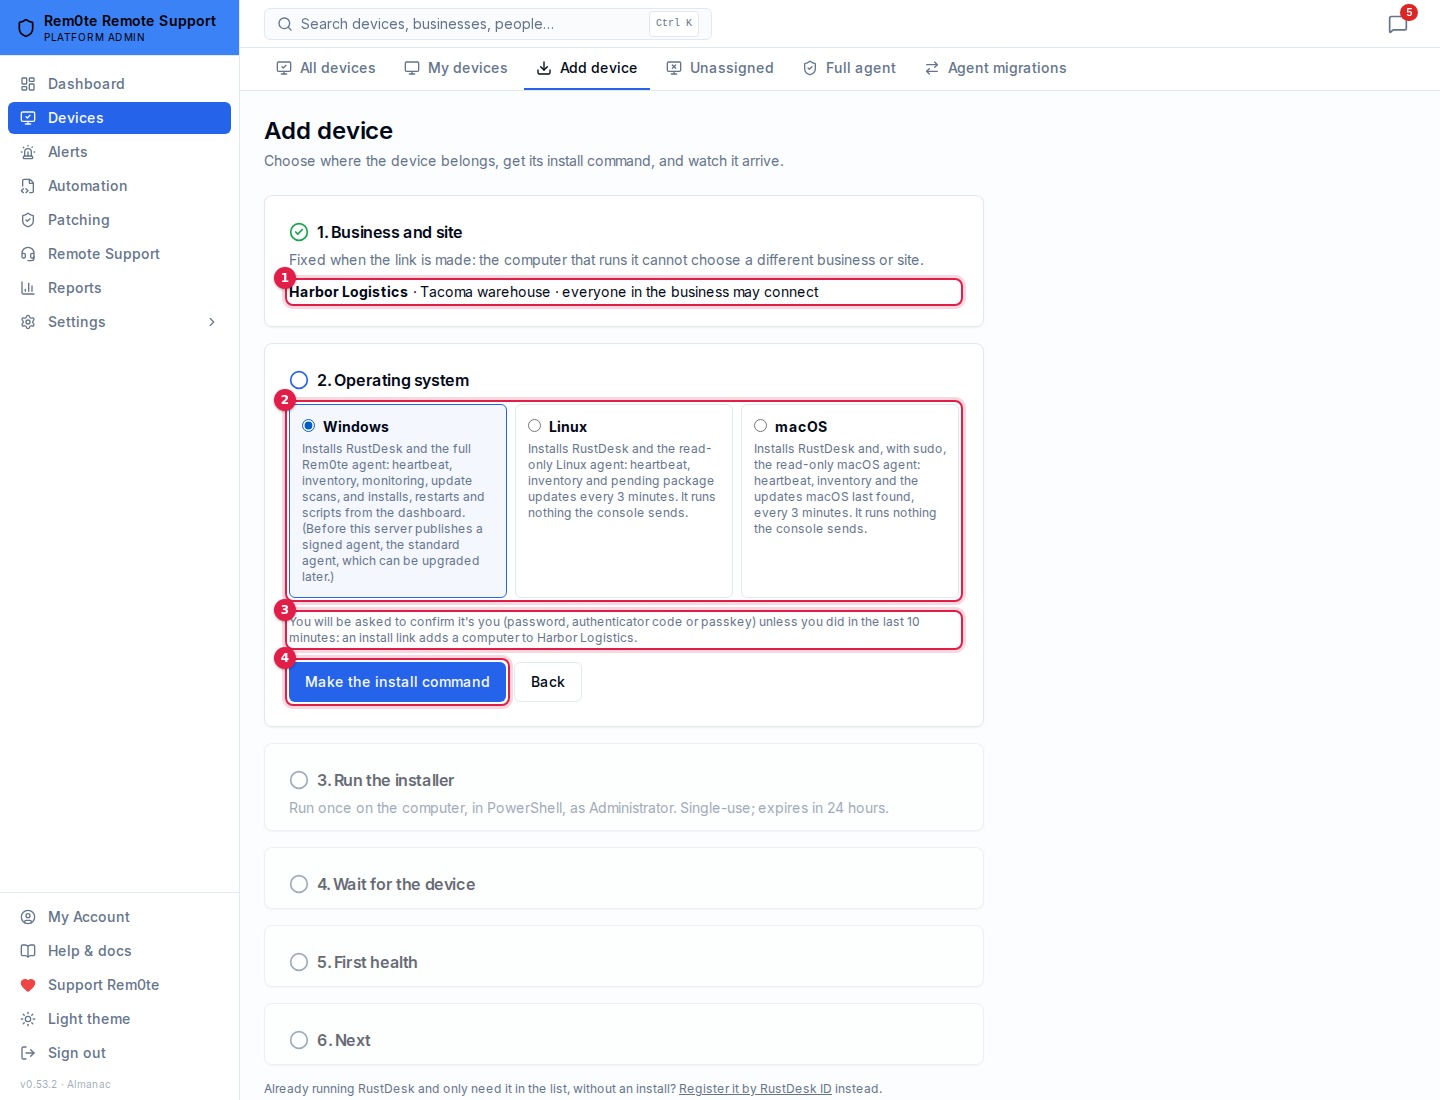 Rem0te Remote Support
PLATFORM ADMIN
Search devices, businesses, people…
Ctrl K
5
Dashboard
Devices
Alerts
Automation
Patching
Remote Support
Reports
Settings
All devices
My devices
Add device
Unassigned
Full agent
Agent migrations
Add device
Choose where the device belongs, get its install command, and watch it arrive.
1. Business and site
Fixed when the link is made: the computer that runs it cannot choose a different business or site.
1
Harbor Logistics · Tacoma warehouse · everyone in the business may connect
2. Operating system
2
Windows
Installs RustDesk and the full
Rem0te agent: heartbeat,
inventory, monitoring, update
scans, and installs, restarts and
scripts from the dashboard.
(Before this server publishes a
signed agent, the standard
agent, which can be upgraded
later.)
Linux
Installs RustDesk and the read-
only Linux agent: heartbeat,
inventory and pending package
updates every 3 minutes. It runs
nothing the console sends.
macOS
Installs RustDesk and, with sudo,
the read-only macOS agent:
heartbeat, inventory and the
updates macOS last found,
every 3 minutes. It runs nothing
the console sends.
3
You will be asked to confirm it's you (password, authenticator code or passkey) unless you did in the last 10
minutes: an install link adds a computer to Harbor Logistics.
4
Make the install command
Back
3. Run the installer
Run once on the computer, in PowerShell, as Administrator. Single-use; expires in 24 hours.
4. Wait for the device
5. First health
6. Next
Already running RustDesk and only need it in the list, without an install? Register it by RustDesk ID instead.
My Account
Help & docs
Support Rem0te
Light theme
Sign out
v0.53.2 · Almanac